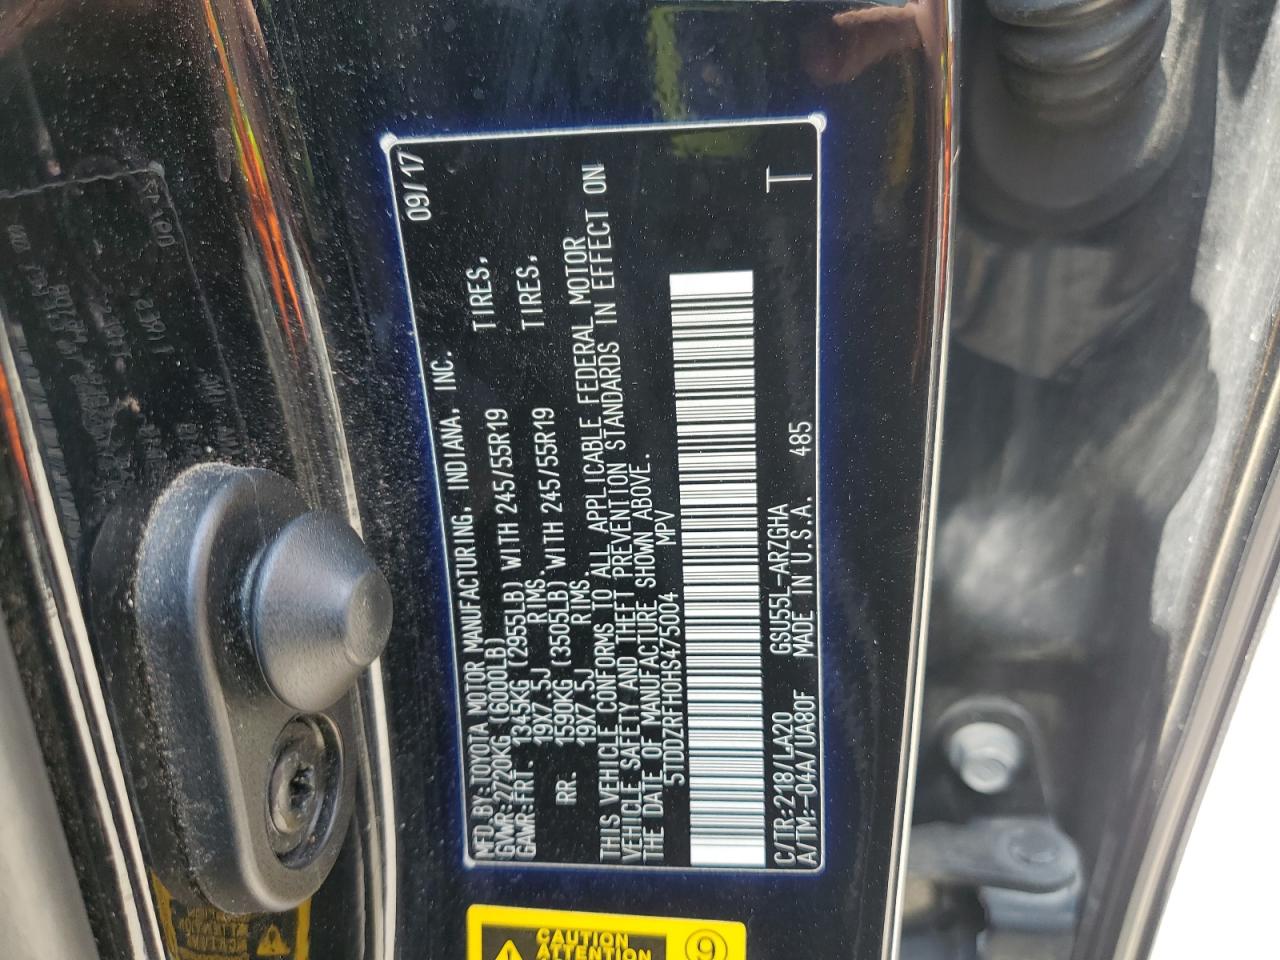 MFD. BY: TOYOTA MOTOR MANUFACTURING, INDIANA, INC. 09/17
GVWR: 2720KG (6000LB)
GAWR: FRT. 1345KG (2955LB) WITH 245/55R19 TIRES,
19X7.5J RIMS,
RR. 1590KG (3505LB) WITH 245/55R19 TIRES,
19X7.5J RIMS.
THIS VEHICLE CONFORMS TO ALL APPLICABLE FEDERAL MOTOR
VEHICLE SAFETY AND THEFT PREVENTION STANDARDS IN EFFECT ON
THE DATE OF MANUFACTURE SHOWN ABOVE.
5TDDZRFH0HS475004 MPV
C/TR: 218/LA20 GSU55L-ARZGHA T
A/TM: -04A/UA80F MADE IN U.S.A. 485
CAUTION
ATTENTION
9